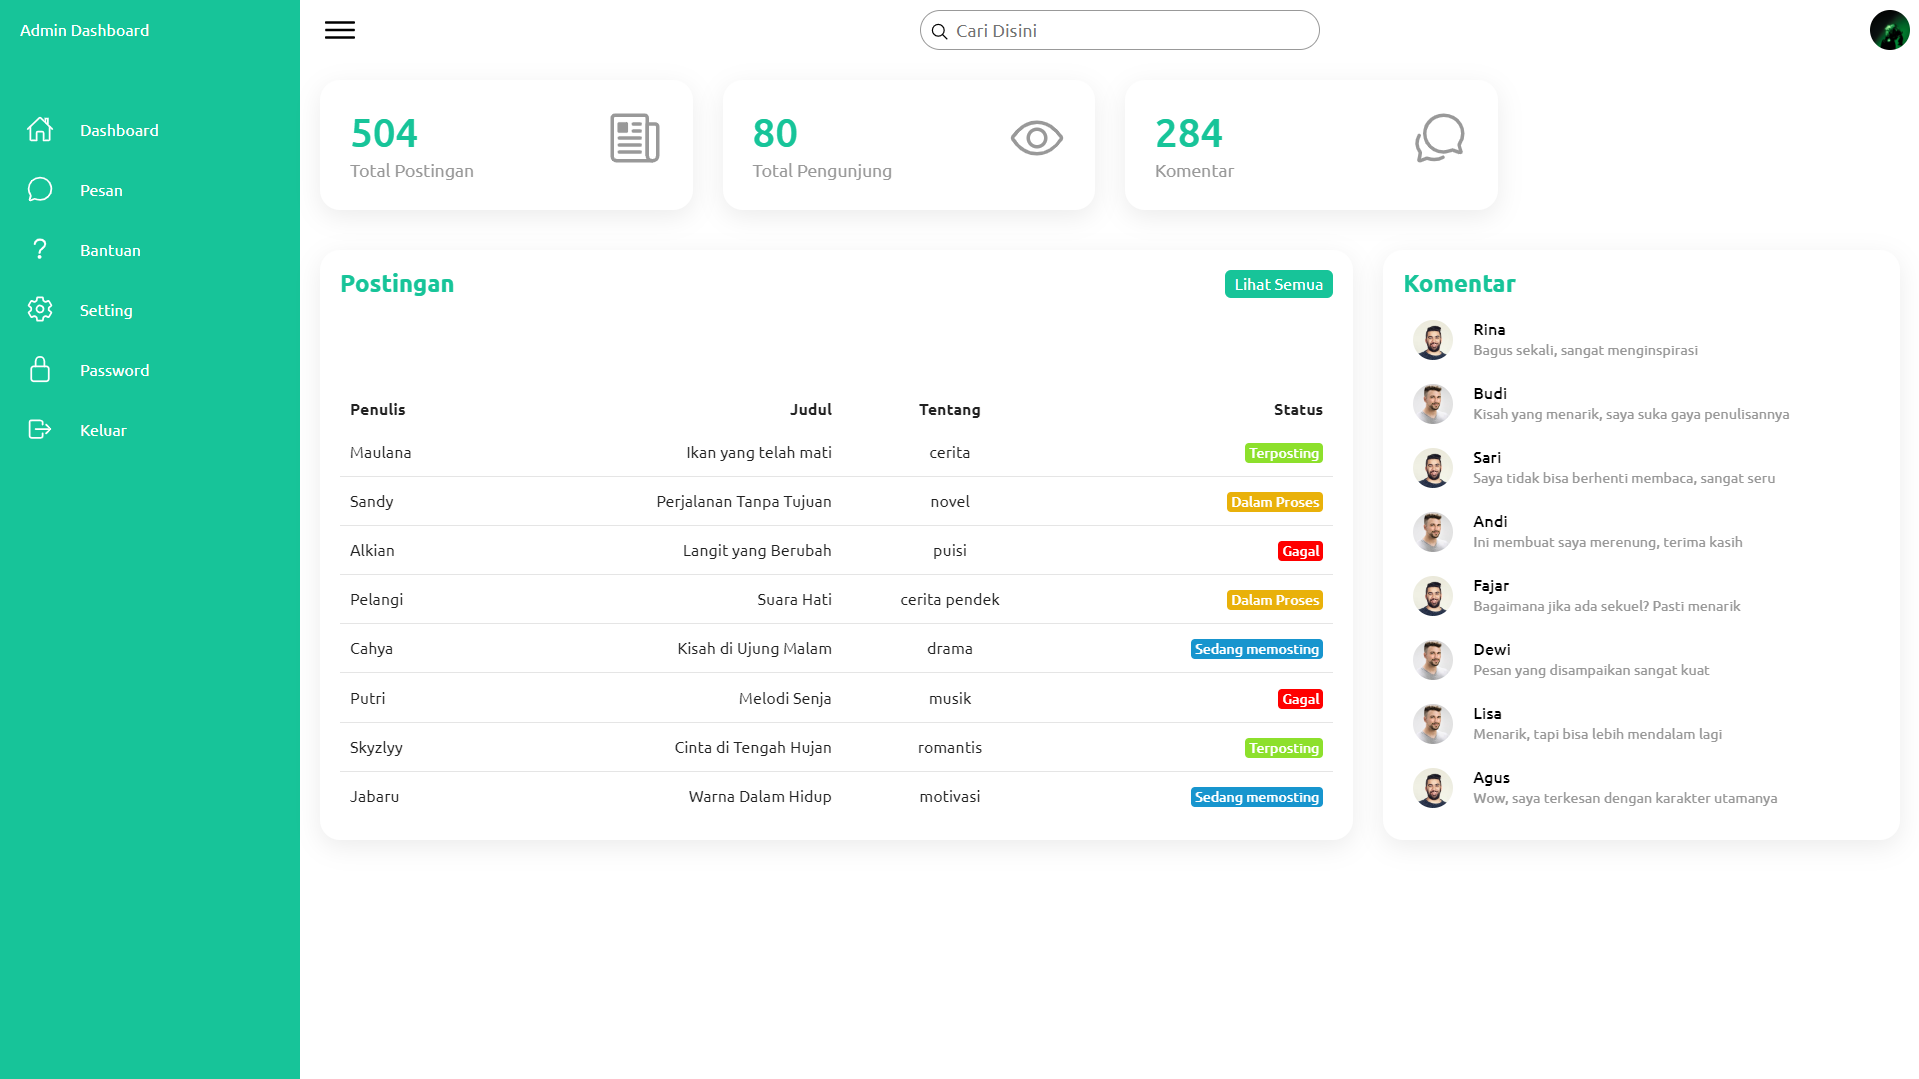 Admin Dashboard
Cari Disini
Dashboard
Pesan
Bantuan
Setting
Password
Keluar
504
Total Postingan
80
Total Pengunjung
284
Komentar
Postingan
Lihat Semua
Penulis Judul Tentang Status
Maulana Ikan yang telah mati cerita Terposting
Sandy Perjalanan Tanpa Tujuan novel Dalam Proses
Alkian Langit yang Berubah puisi Gagal
Pelangi Suara Hati cerita pendek Dalam Proses
Cahya Kisah di Ujung Malam drama Sedang memosting
Putri Melodi Senja musik Gagal
Skyzlyy Cinta di Tengah Hujan romantis Terposting
Jabaru Warna Dalam Hidup motivasi Sedang memosting
Komentar
Rina
Bagus sekali, sangat menginspirasi
Budi
Kisah yang menarik, saya suka gaya penulisannya
Sari
Saya tidak bisa berhenti membaca, sangat seru
Andi
Ini membuat saya merenung, terima kasih
Fajar
Bagaimana jika ada sekuel? Pasti menarik
Dewi
Pesan yang disampaikan sangat kuat
Lisa
Menarik, tapi bisa lebih mendalam lagi
Agus
Wow, saya terkesan dengan karakter utamanya